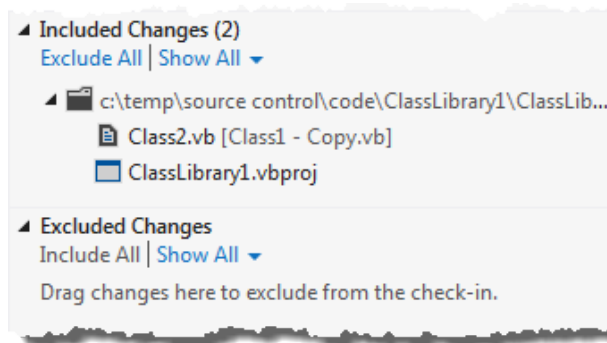 Included Changes (2)
Exclude All | Show All
c:\temp\source control\code\ClassLibrary1\ClassLib...
Class2.vb [Class1 - Copy.vb]
ClassLibrary1.vbproj
Excluded Changes
Include All | Show All
Drag changes here to exclude from the check-in.